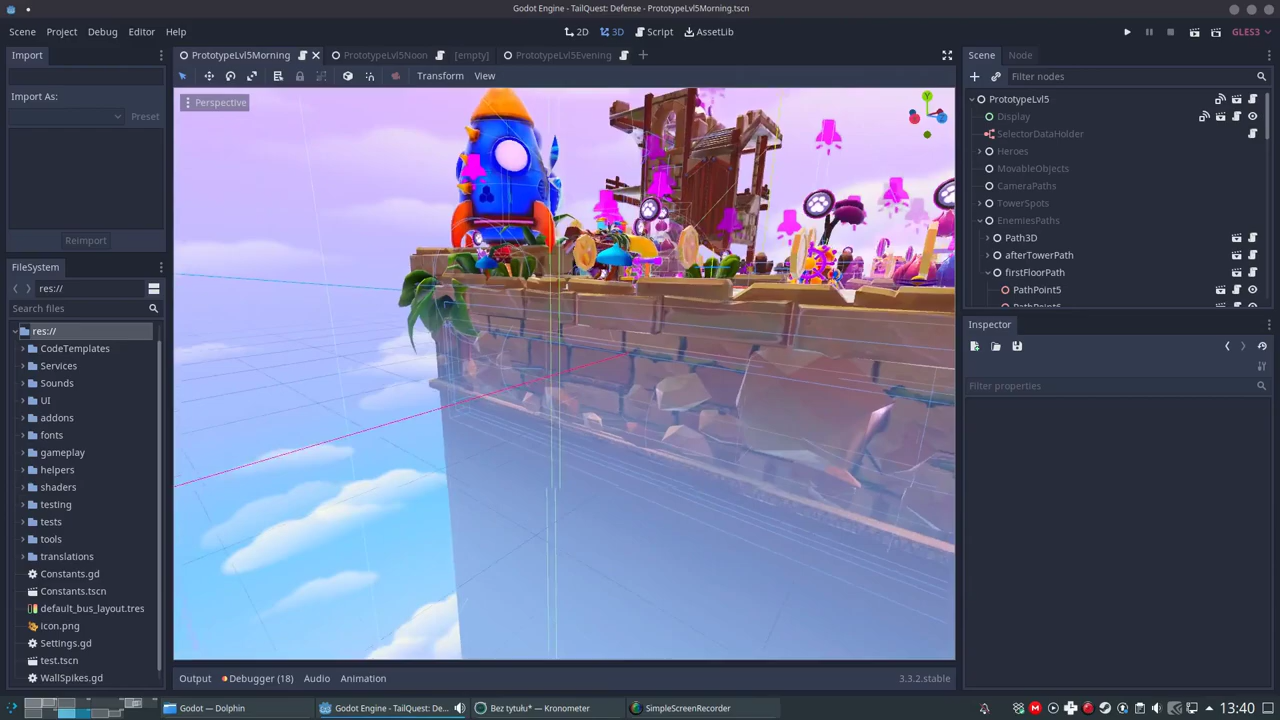 Godot Engine - TailQuest: Defense - PrototypeLvl5Morning.tscn
Scene Project Debug Editor Help
2D 3D Script AssetLib
GLES3
Import
Import As:
Preset
Reimport
FileSystem
res://
Search files
res://
CodeTemplates
Services
Sounds
UI
addons
fonts
gameplay
helpers
shaders
testing
tests
tools
translations
Constants.gd
Constants.tscn
default_bus_layout.tres
icon.png
Settings.gd
test.tscn
WallSpikes.gd
PrototypeLvl5Morning PrototypeLvl5Noon [empty] PrototypeLvl5Evening
Transform View
Perspective
Y
Output Debugger (18) Audio Animation 3.3.2.stable
Scene Node
Filter nodes
PrototypeLvl5
Display
SelectorDataHolder
Heroes
MovableObjects
CameraPaths
TowerSpots
EnemiesPaths
Path3D
afterTowerPath
firstFloorPath
PathPoint5
PathPoint6
Inspector
Filter properties
Godot — Dolphin
Godot Engine - TailQuest: De...
Bez tytułu* — Kronometer
SimpleScreenRecorder
13:40